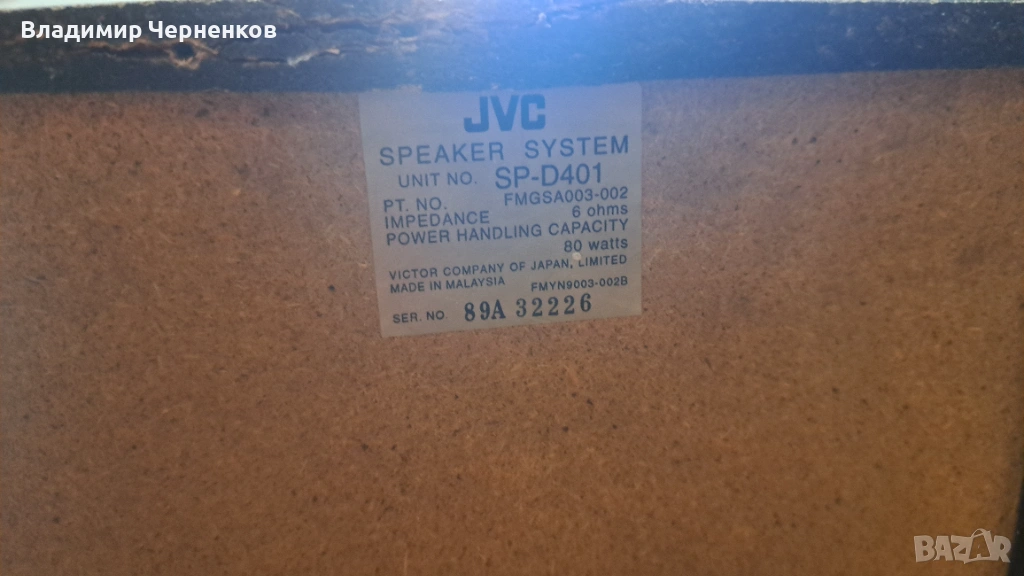 Владимир Черненков
JVC
SPEAKER SYSTEM
UNIT NO. SP-D401
PT. NO. FMGSA003-002
IMPEDANCE 6 ohms
POWER HANDLING CAPACITY
80 watts
VICTOR COMPANY OF JAPAN, LIMITED
MADE IN MALAYSIA FMYN9003-002B
SER. NO. 89A 32226
BAZAR